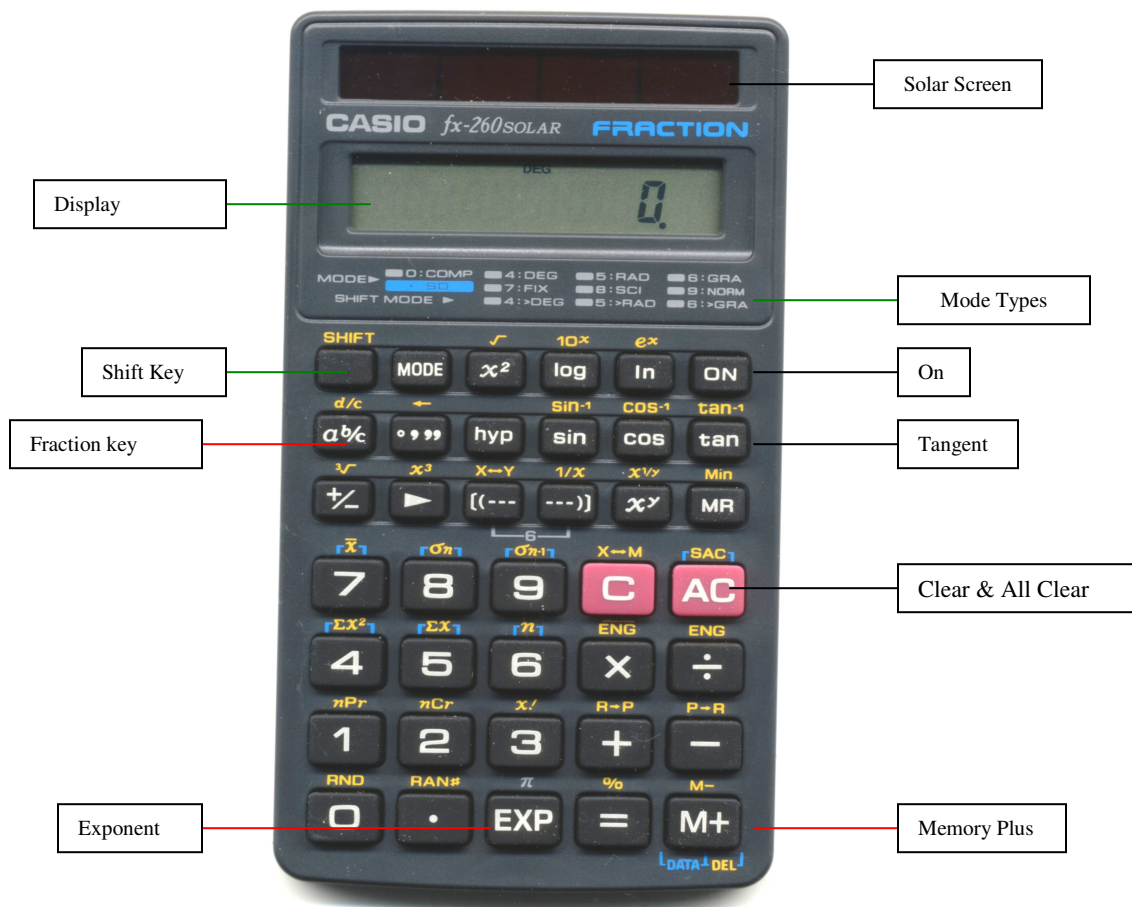 Solar Screen
CASIO fx-260SOLAR FRACTION
DEG
0.
Display
MODE▶ 0:COMP 4:DEG 5:RAD 6:GRA
· SD 7:FIX 8:SCI 9:NORM
SHIFT MODE ▶ 4:>DEG 5:>RAD 6:>GRA
Mode Types
SHIFT √ 10ˣ eˣ
MODE x² log ln ON
Shift Key
On
d/c ← sin⁻¹ cos⁻¹ tan⁻¹
a b/c °’’’ hyp sin cos tan
Fraction key
Tangent
³√ x³ X↔Y 1/x x^1/y Min
+/− ▶ [(--- ---)] xʸ MR
6
x̄ σn σn-1 X↔M SAC
7 8 9 C AC
Clear & All Clear
Σx² Σx n ENG ENG
4 5 6 × ÷
nPr nCr x! R→P P→R
1 2 3 + −
RND RAN# π % M−
0 · EXP = M+
Exponent
Memory Plus
DATA DEL